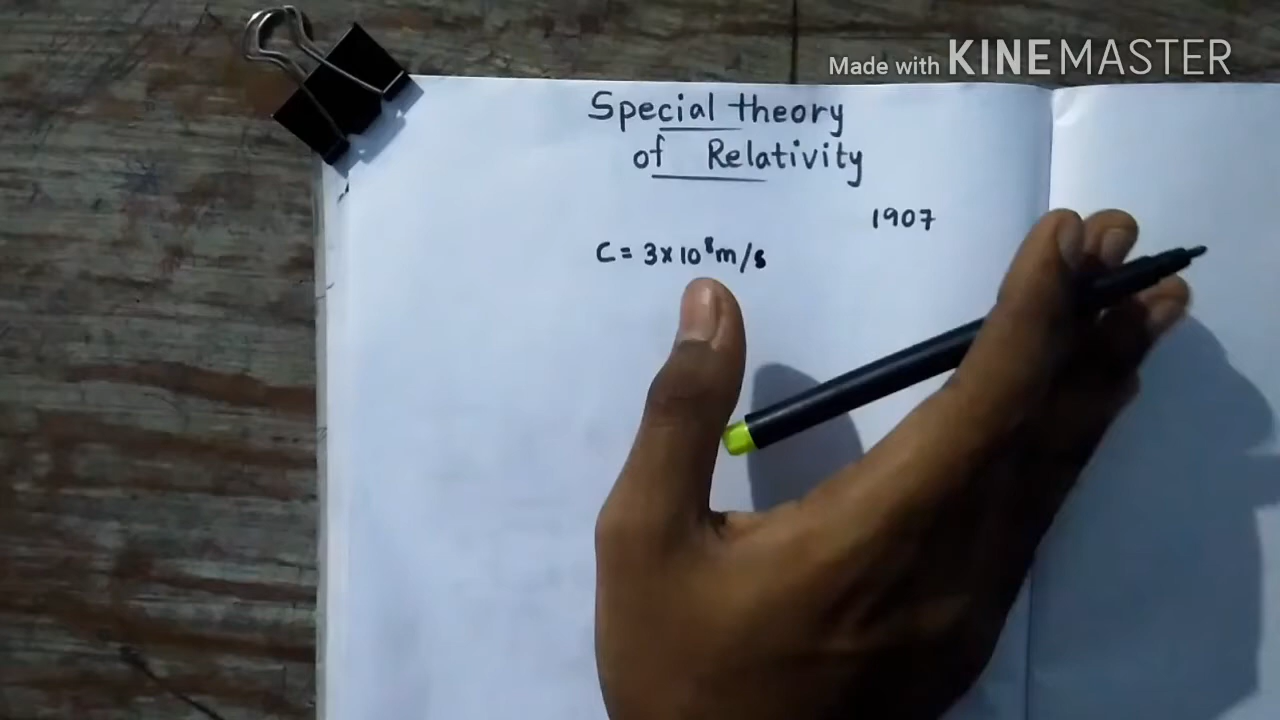 Made with KINEMASTER
Special theory
of Relativity
1907
C = 3x10⁸m/s